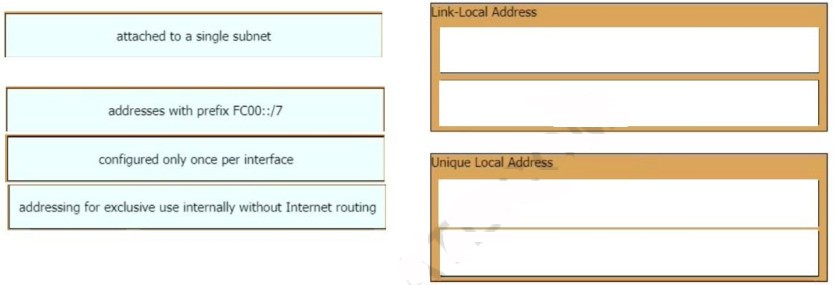 attached to a single subnet
addresses with prefix FC00::/7
configured only once per interface
addressing for exclusive use internally without Internet routing
Link-Local Address
Unique Local Address